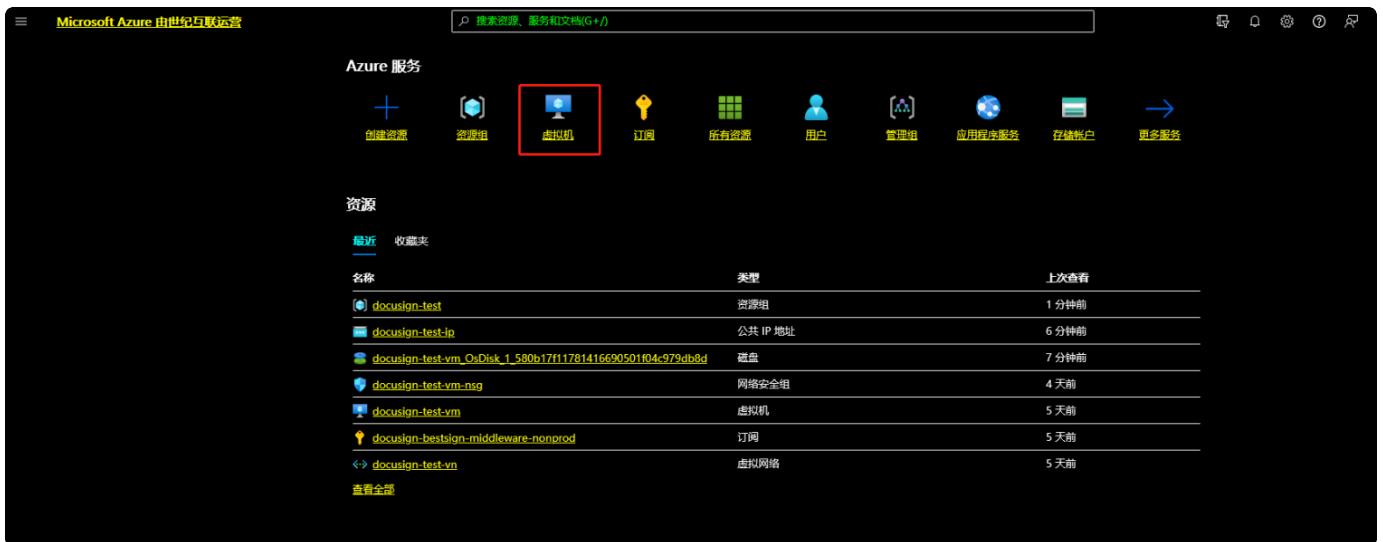 Microsoft Azure 由世纪互联运营
搜索资源、服务和文档(G+/)
Azure 服务
创建资源 资源组 虚拟机 订阅 所有资源 用户 管理组 应用程序服务 存储帐户 更多服务
资源
最近 收藏夹
名称 类型 上次查看
docusign-test 资源组 1 分钟前
docusign-test-ip 公共 IP 地址 6 分钟前
docusign-test-vm_OsDisk_1_580b17f11781416690501f04c979db8d 磁盘 7 分钟前
docusign-test-vm-nsg 网络安全组 4 天前
docusign-test-vm 虚拟机 5 天前
docusign-bestsign-middleware-nonprod 订阅 5 天前
docusign-test-vn 虚拟网络 5 天前
查看全部